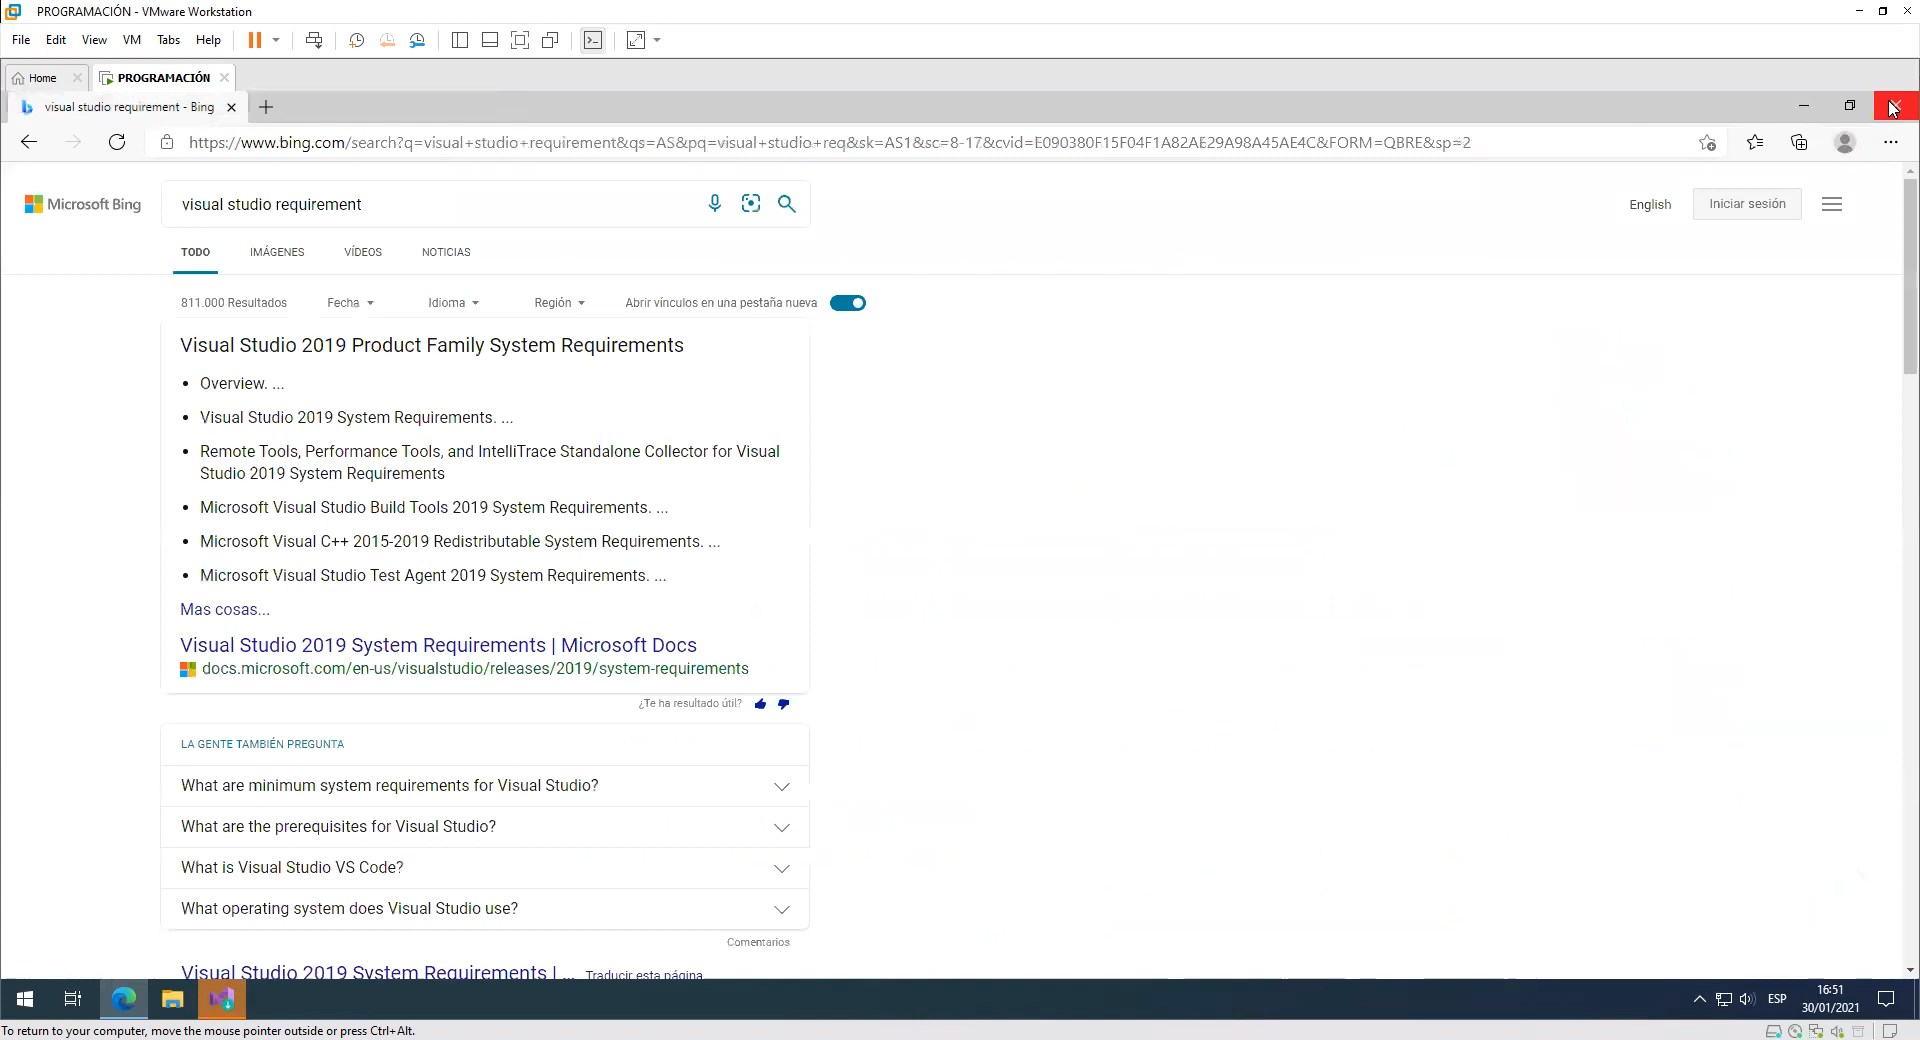 PROGRAMACIÓN - VMware Workstation
File Edit View VM Tabs Help
Home PROGRAMACIÓN
visual studio requirement - Bing
https://www.bing.com/search?q=visual+studio+requirement&qs=AS&pq=visual+studio+req&sk=AS1&sc=8-17&cvid=E090380F15F04F1A82AE29A98A45AE4C&FORM=QBRE&sp=2
Microsoft Bing
visual studio requirement
English
Iniciar sesión
TODO IMÁGENES VÍDEOS NOTICIAS
811.000 Resultados Fecha Idioma Región Abrir vínculos en una pestaña nueva
Visual Studio 2019 Product Family System Requirements
• Overview. ...
• Visual Studio 2019 System Requirements. ...
• Remote Tools, Performance Tools, and IntelliTrace Standalone Collector for Visual
Studio 2019 System Requirements
• Microsoft Visual Studio Build Tools 2019 System Requirements. ...
• Microsoft Visual C++ 2015-2019 Redistributable System Requirements. ...
• Microsoft Visual Studio Test Agent 2019 System Requirements. ...
Mas cosas...
Visual Studio 2019 System Requirements | Microsoft Docs
docs.microsoft.com/en-us/visualstudio/releases/2019/system-requirements
¿Te ha resultado útil?
LA GENTE TAMBIÉN PREGUNTA
What are minimum system requirements for Visual Studio?
What are the prerequisites for Visual Studio?
What is Visual Studio VS Code?
What operating system does Visual Studio use?
Comentarios
Visual Studio 2019 System Requirements | ... Traducir esta página
ESP
16:51
30/01/2021
To return to your computer, move the mouse pointer outside or press Ctrl+Alt.